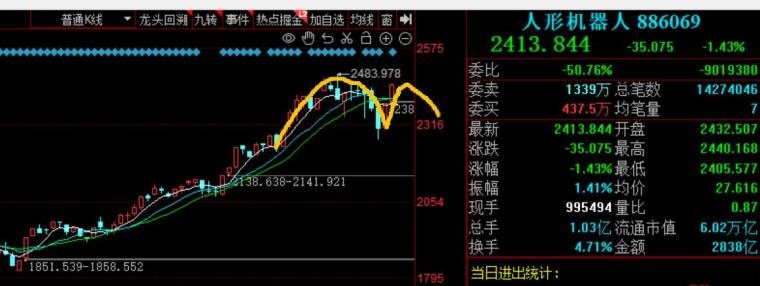 普通K线 龙头回溯 九转 事件 热点掘金 12 加自选 均线 窗
人形机器人 886069
2413.844 -35.075 -1.43%
2575
2483.978
238
2316
2138.638-2141.921
2054
1851.539-1858.552
1795
委比 -50.76% -9019380
委卖 1339万 总笔数 14274046
委买 437.5万 均笔量 7
最新 2413.844 开盘 2432.507
涨跌 -35.075 最高 2440.168
涨幅 -1.43% 最低 2405.577
振幅 1.41% 均价 27.616
现手 995494 量比 0.87
总手 1.03亿 流通市值 6.02万亿
换手 4.71% 金额 2838亿
当日进出统计：